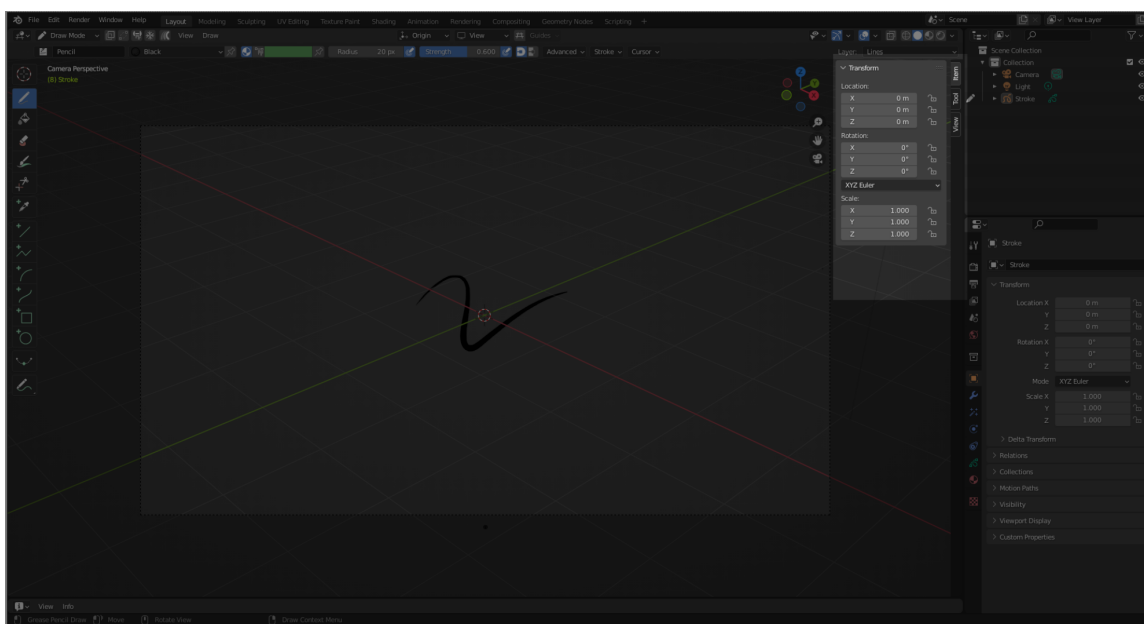 File Edit Render Window Help Layout Modeling Sculpting UV Editing Texture Paint Shading Animation Rendering Compositing Geometry Nodes Scripting + Scene View Layer
Draw Mode View Draw Origin View Guides
Pencil Black Radius 20 px Strength 0.600 Advanced Stroke Cursor Layer: Lines
Camera Perspective
(8) Stroke
Transform
Location:
X 0 m
Y 0 m
Z 0 m
Rotation:
X 0°
Y 0°
Z 0°
XYZ Euler
Scale:
X 1.000
Y 1.000
Z 1.000
Item
Tool
View
Scene Collection
Collection
Camera
Light
Stroke
Stroke
Stroke
Transform
Location X 0 m
Y 0 m
Z 0 m
Rotation X 0°
Y 0°
Z 0°
Mode XYZ Euler
Scale X 1.000
Y 1.000
Z 1.000
Delta Transform
Relations
Collections
Motion Paths
Visibility
Viewport Display
Custom Properties
View Info
Grease Pencil Draw Move Rotate View Draw Context Menu